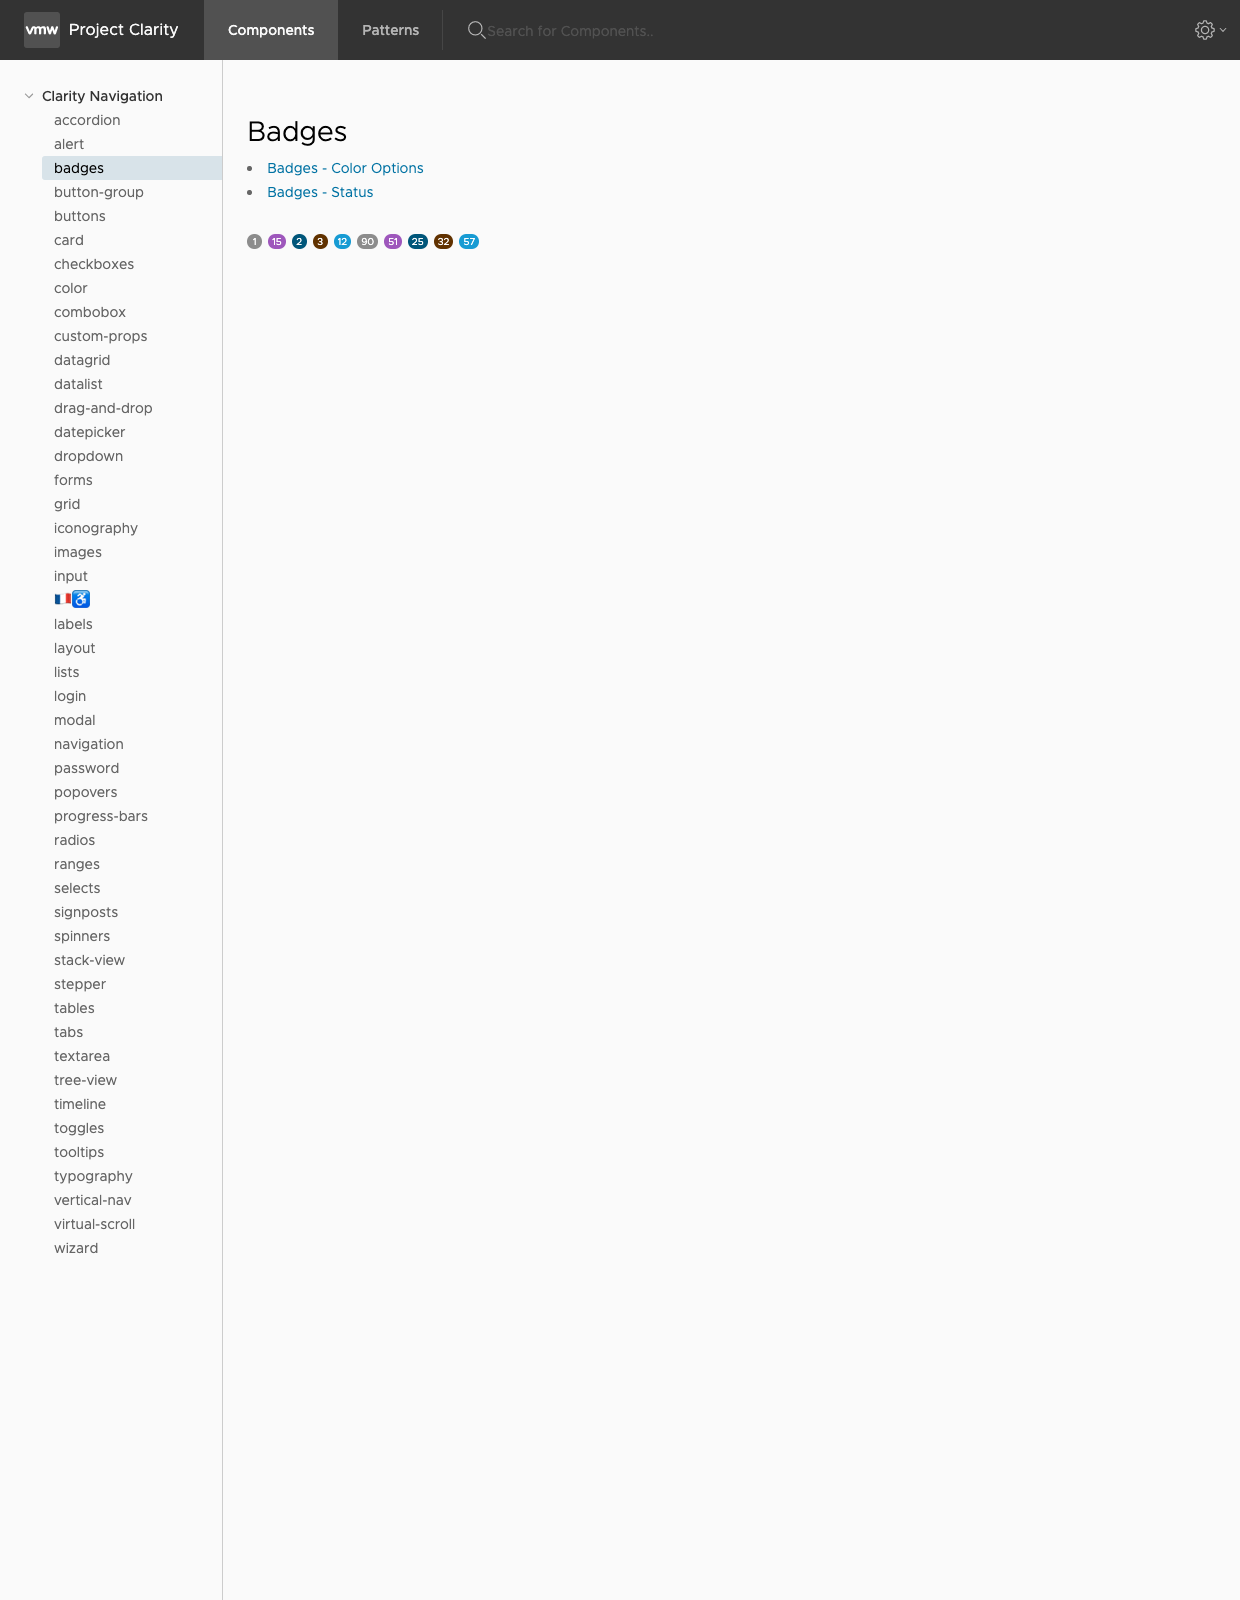 vmw Project Clarity Components Patterns Search for Components..
Clarity Navigation
accordion
alert
badges
button-group
buttons
card
checkboxes
color
combobox
custom-props
datagrid
datalist
drag-and-drop
datepicker
dropdown
forms
grid
iconography
images
input
🇫🇷♿
labels
layout
lists
login
modal
navigation
password
popovers
progress-bars
radios
ranges
selects
signposts
spinners
stack-view
stepper
tables
tabs
textarea
tree-view
timeline
toggles
tooltips
typography
vertical-nav
virtual-scroll
wizard
Badges
Badges - Color Options
Badges - Status
1 15 2 3 12 90 51 25 32 57